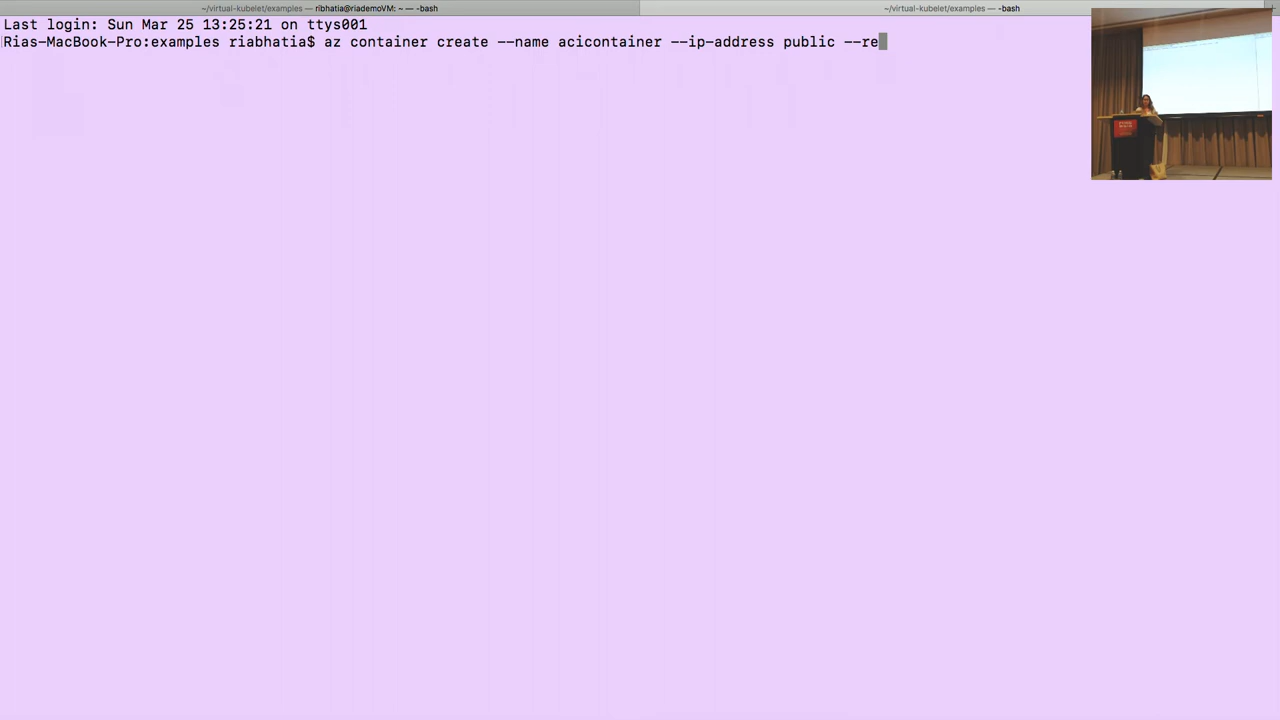 ~/virtual-kubelet/examples — ribhatia@riademoVM: ~ — -bash
~/virtual-kubelet/examples — -bash
Last login: Sun Mar 25 13:25:21 on ttys001
Rias-MacBook-Pro:examples riabhatia$ az container create --name acicontainer --ip-address public --re